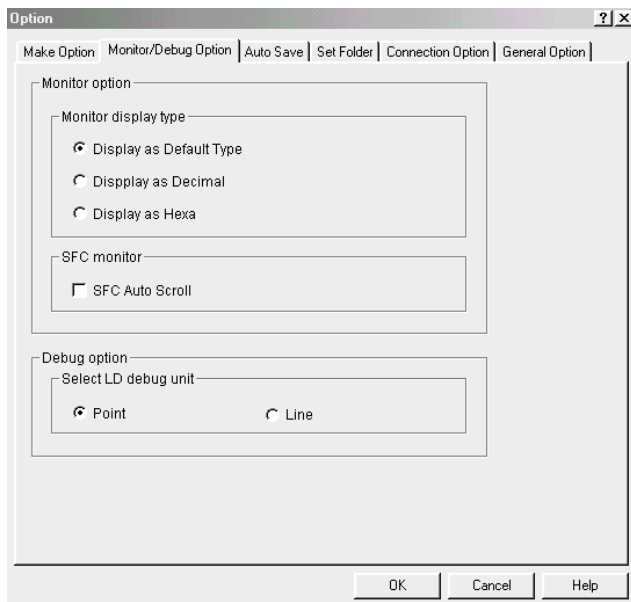 Option
Make Option Monitor/Debug Option Auto Save Set Folder Connection Option General Option
Monitor option
Monitor display type
Display as Default Type
Dispplay as Decimal
Display as Hexa
SFC monitor
SFC Auto Scroll
Debug option
Select LD debug unit
Point Line
OK Cancel Help